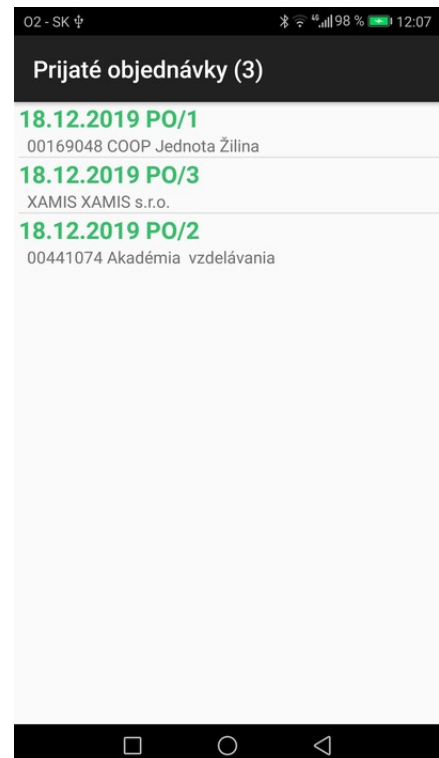 O2 - SK 4G 98 % 12:07
Prijaté objednávky (3)
18.12.2019 PO/1
00169048 COOP Jednota Žilina
18.12.2019 PO/3
XAMIS XAMIS s.r.o.
18.12.2019 PO/2
00441074 Akadémia vzdelávania